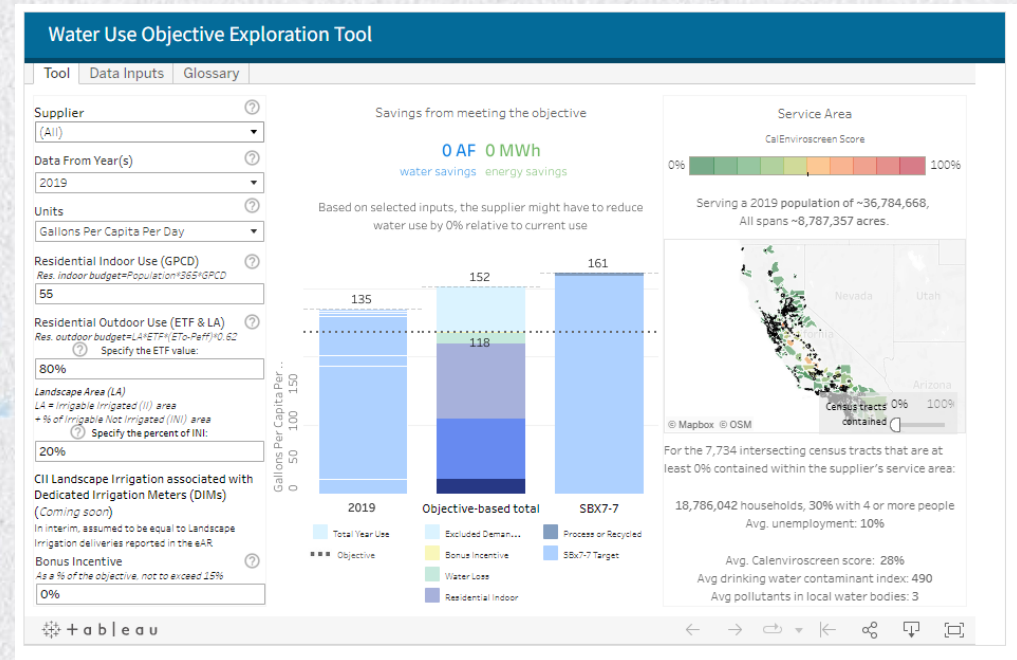 Water Use Objective Exploration Tool
Tool
Data Inputs
Glossary
Supplier
(All)
Data From Year(s)
2019
Units
Gallons Per Capita Per Day
Residential Indoor Use (GPCD)
Res. indoor budget=Population*365*GPCD
55
Residential Outdoor Use (ETF & LA)
Res. outdoor budget=LA*ETF*(ETo-Peff)*0.62
Specify the ETF value:
80%
Landscape Area (LA)
LA = Irrigable Irrigated (II) area
+ % of Irrigable Not Irrigated (INI) area
Specify the percent of INI:
20%
CII Landscape Irrigation associated with
Dedicated Irrigation Meters (DIMs)
(Coming soon)
In interim, assumed to be equal to Landscape
Irrigation deliveries reported in the eAR
Bonus Incentive
As a % of the objective, not to exceed 15%
0%
Savings from meeting the objective
0 AF 0 MWh
water savings energy savings
Based on selected inputs, the supplier might have to reduce
water use by 0% relative to current use
135
152
161
118
Gallons Per Capita Per ..
150
100
50
0
2019
Objective-based total
SBX7-7
Total Year Use
Objective
Excluded Deman...
Bonus Incentive
Water Loss
Residential Indoor
Process or Recycled
SBx7-7 Target
Service Area
CalEnviroscreen Score
0% 100%
Serving a 2019 population of ~36,784,668,
All spans ~8,787,357 acres.
Nevada
Utah
Arizona
Census tracts
contained
0% 100%
© Mapbox © OSM
For the 7,734 intersecting census tracts that are at
least 0% contained within the supplier's service area:
18,786,042 households, 30% with 4 or more people
Avg. unemployment: 10%
Avg. Calenviroscreen score: 28%
Avg drinking water contaminant index: 490
Avg pollutants in local water bodies: 3
+ableau